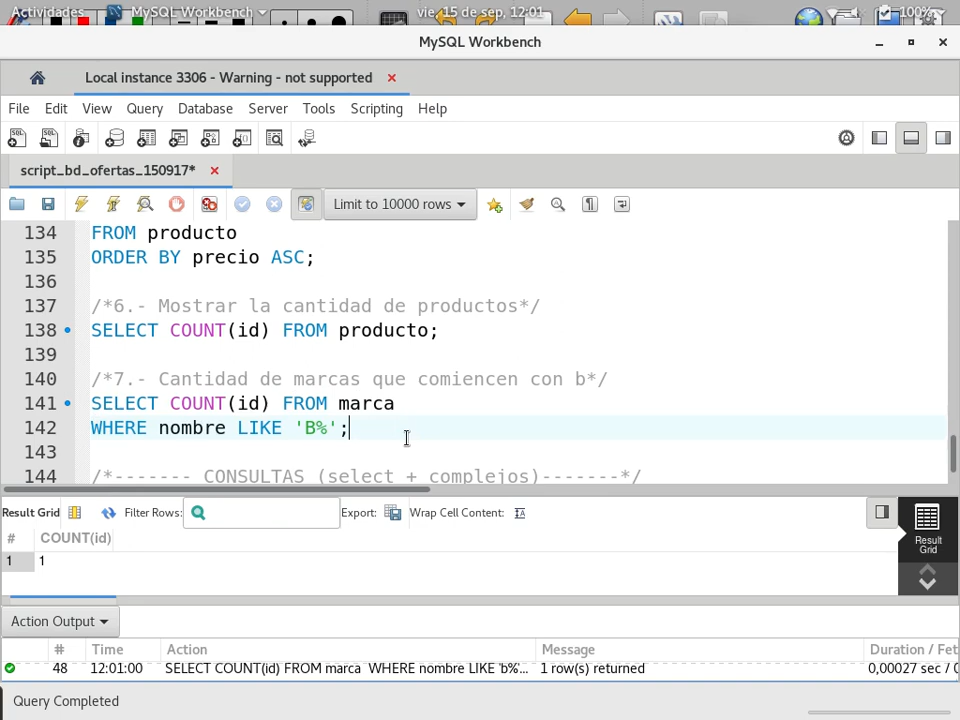 Actividades MySQL Workbench vie, 15 de sep, 12:01 100%
MySQL Workbench
Local instance 3306 - Warning - not supported
File Edit View Query Database Server Tools Scripting Help
script_bd_ofertas_150917*
Limit to 10000 rows
134 FROM producto
135 ORDER BY precio ASC;
136
137 /*6.- Mostrar la cantidad de productos*/
138 SELECT COUNT(id) FROM producto;
139
140 /*7.- Cantidad de marcas que comiencen con b*/
141 SELECT COUNT(id) FROM marca
142 WHERE nombre LIKE 'B%';
143
144 /*------- CONSULTAS (select + complejos)-------*/
Result Grid Filter Rows: Export: Wrap Cell Content:
# COUNT(id)
1 1
Result Grid
Action Output
# Time Action Message Duration / Fet
48 12:01:00 SELECT COUNT(id) FROM marca WHERE nombre LIKE 'b%... 1 row(s) returned 0,00027 sec / 0
Query Completed